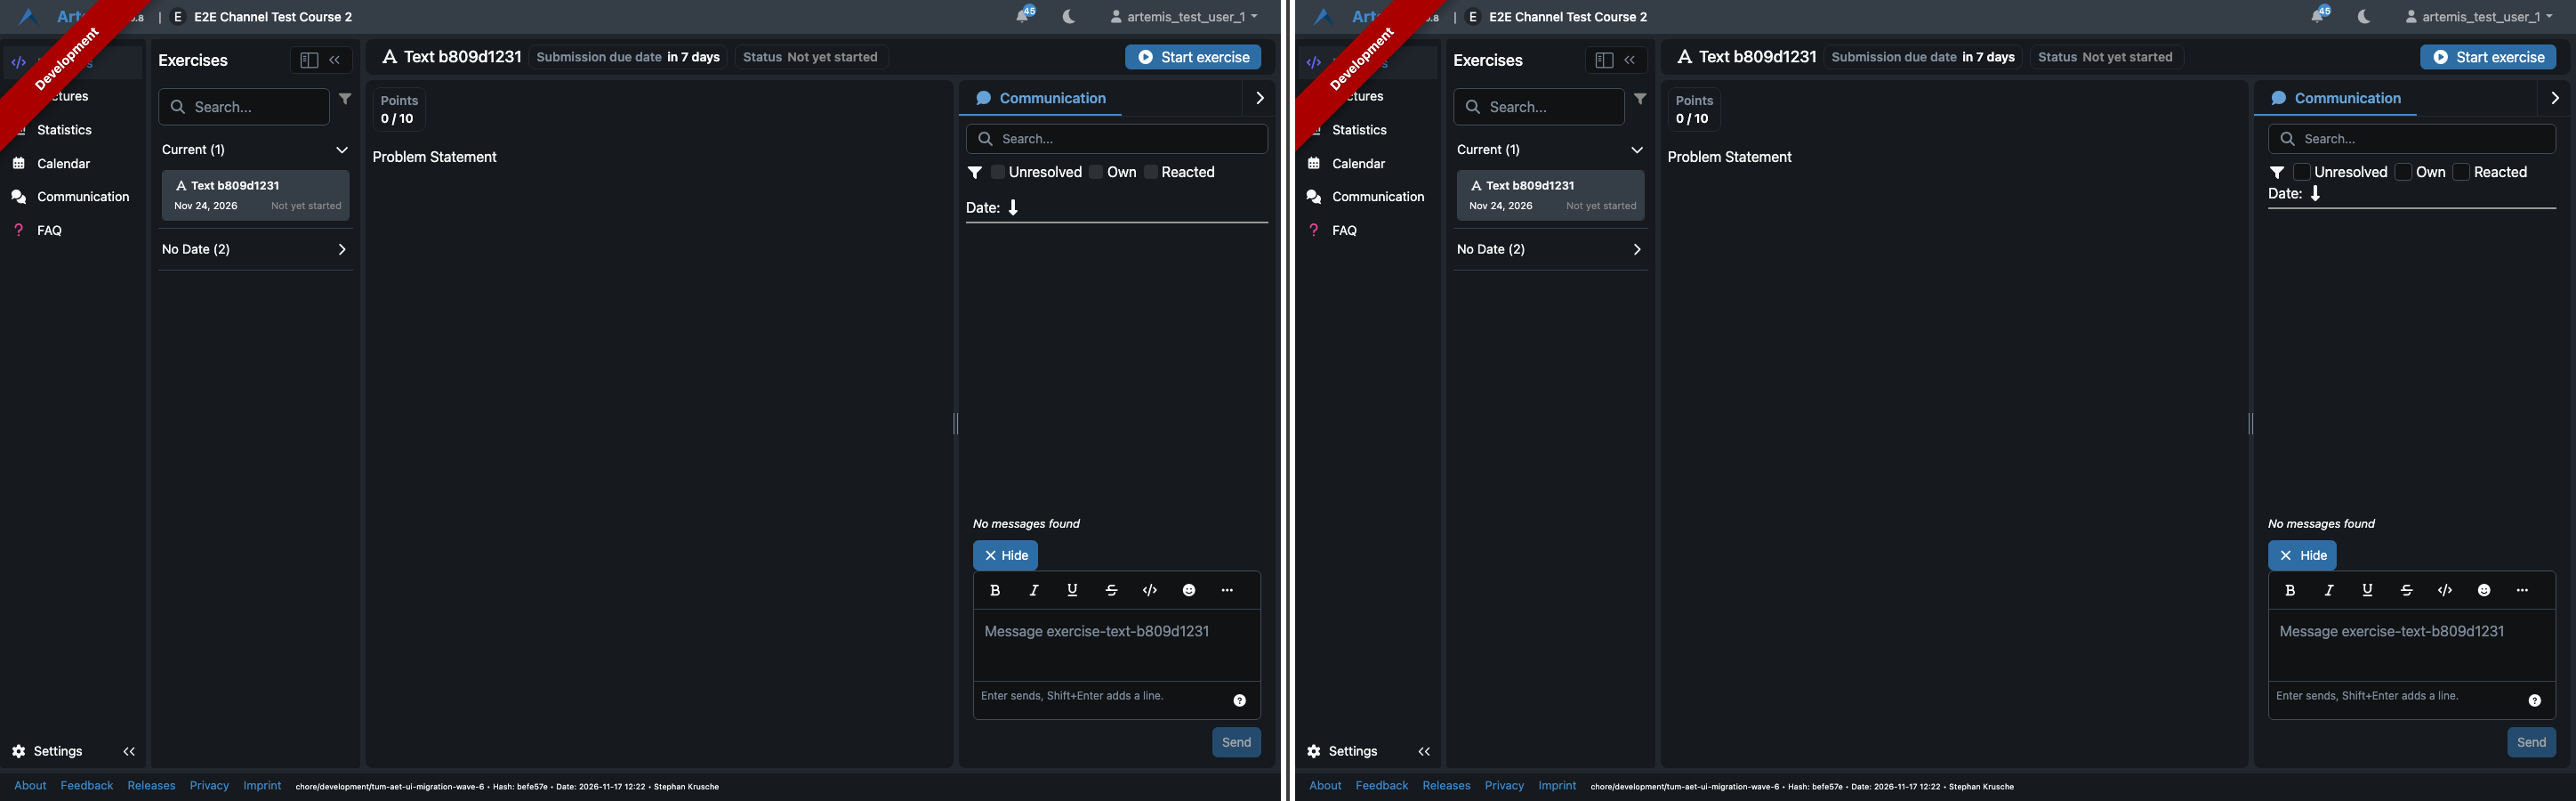 E E2E Channel Test Course 2
45
artemis_test_user_1
Development
Statistics
Calendar
Communication
FAQ
Settings
Exercises
Search...
Current (1)
Text b809d1231
Nov 24, 2026 Not yet started
No Date (2)
Text b809d1231 Submission due date in 7 days Status Not yet started Start exercise
Points
0 / 10
Problem Statement
Communication
Search...
Unresolved Own Reacted
Date:
No messages found
Hide
Message exercise-text-b809d1231
Enter sends, Shift+Enter adds a line.
Send
About Feedback Releases Privacy Imprint chore/development/tum-aet-ui-migration-wave-6 • Hash: befe57e • Date: 2026-11-17 12:22 • Stephan Krusche
E E2E Channel Test Course 2
45
artemis_test_user_1
Development
Statistics
Calendar
Communication
FAQ
Settings
Exercises
Search...
Current (1)
Text b809d1231
Nov 24, 2026 Not yet started
No Date (2)
Text b809d1231 Submission due date in 7 days Status Not yet started Start exercise
Points
0 / 10
Problem Statement
Communication
Search...
Unresolved Own Reacted
Date:
No messages found
Hide
Message exercise-text-b809d1231
Enter sends, Shift+Enter adds a line.
Send
About Feedback Releases Privacy Imprint chore/development/tum-aet-ui-migration-wave-6 • Hash: befe57e • Date: 2026-11-17 12:22 • Stephan Krusche